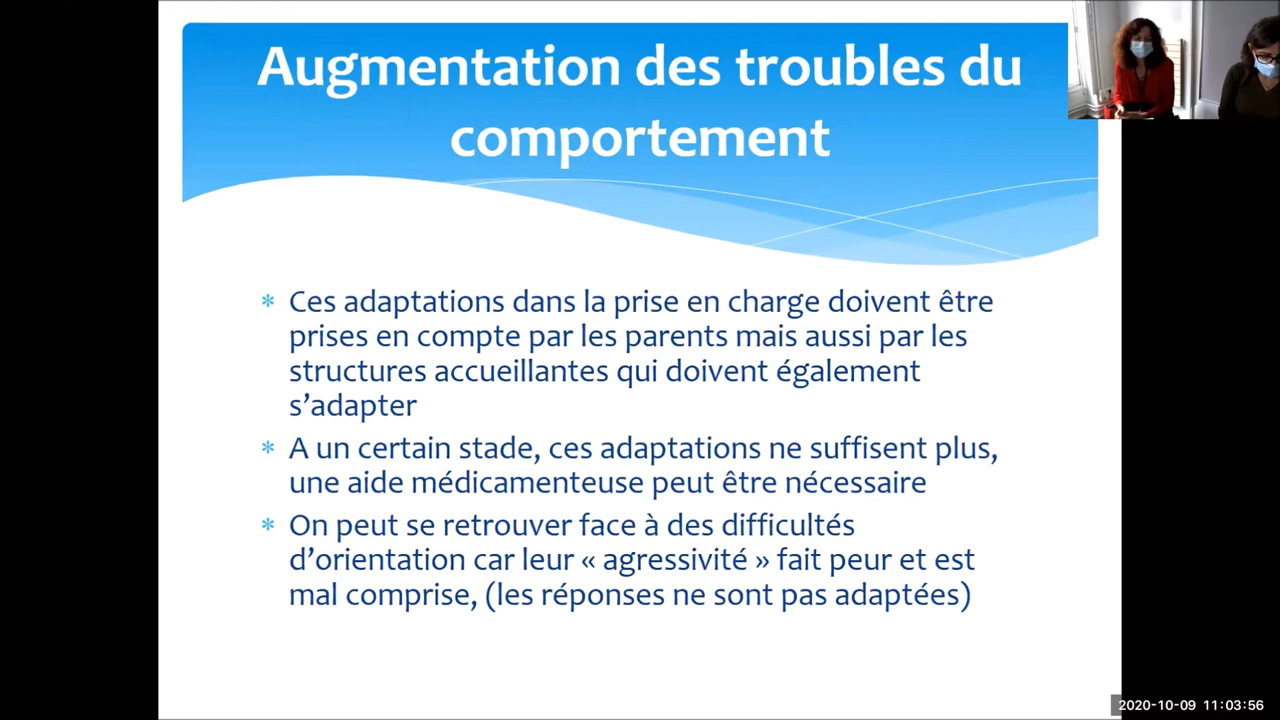 Augmentation des troubles du
comportement
* Ces adaptations dans la prise en charge doivent être
prises en compte par les parents mais aussi par les
structures accueillantes qui doivent également
s’adapter
* A un certain stade, ces adaptations ne suffisent plus,
une aide médicamenteuse peut être nécessaire
* On peut se retrouver face à des difficultés
d’orientation car leur « agressivité » fait peur et est
mal comprise, (les réponses ne sont pas adaptées)
2020-10-09 11:03:56